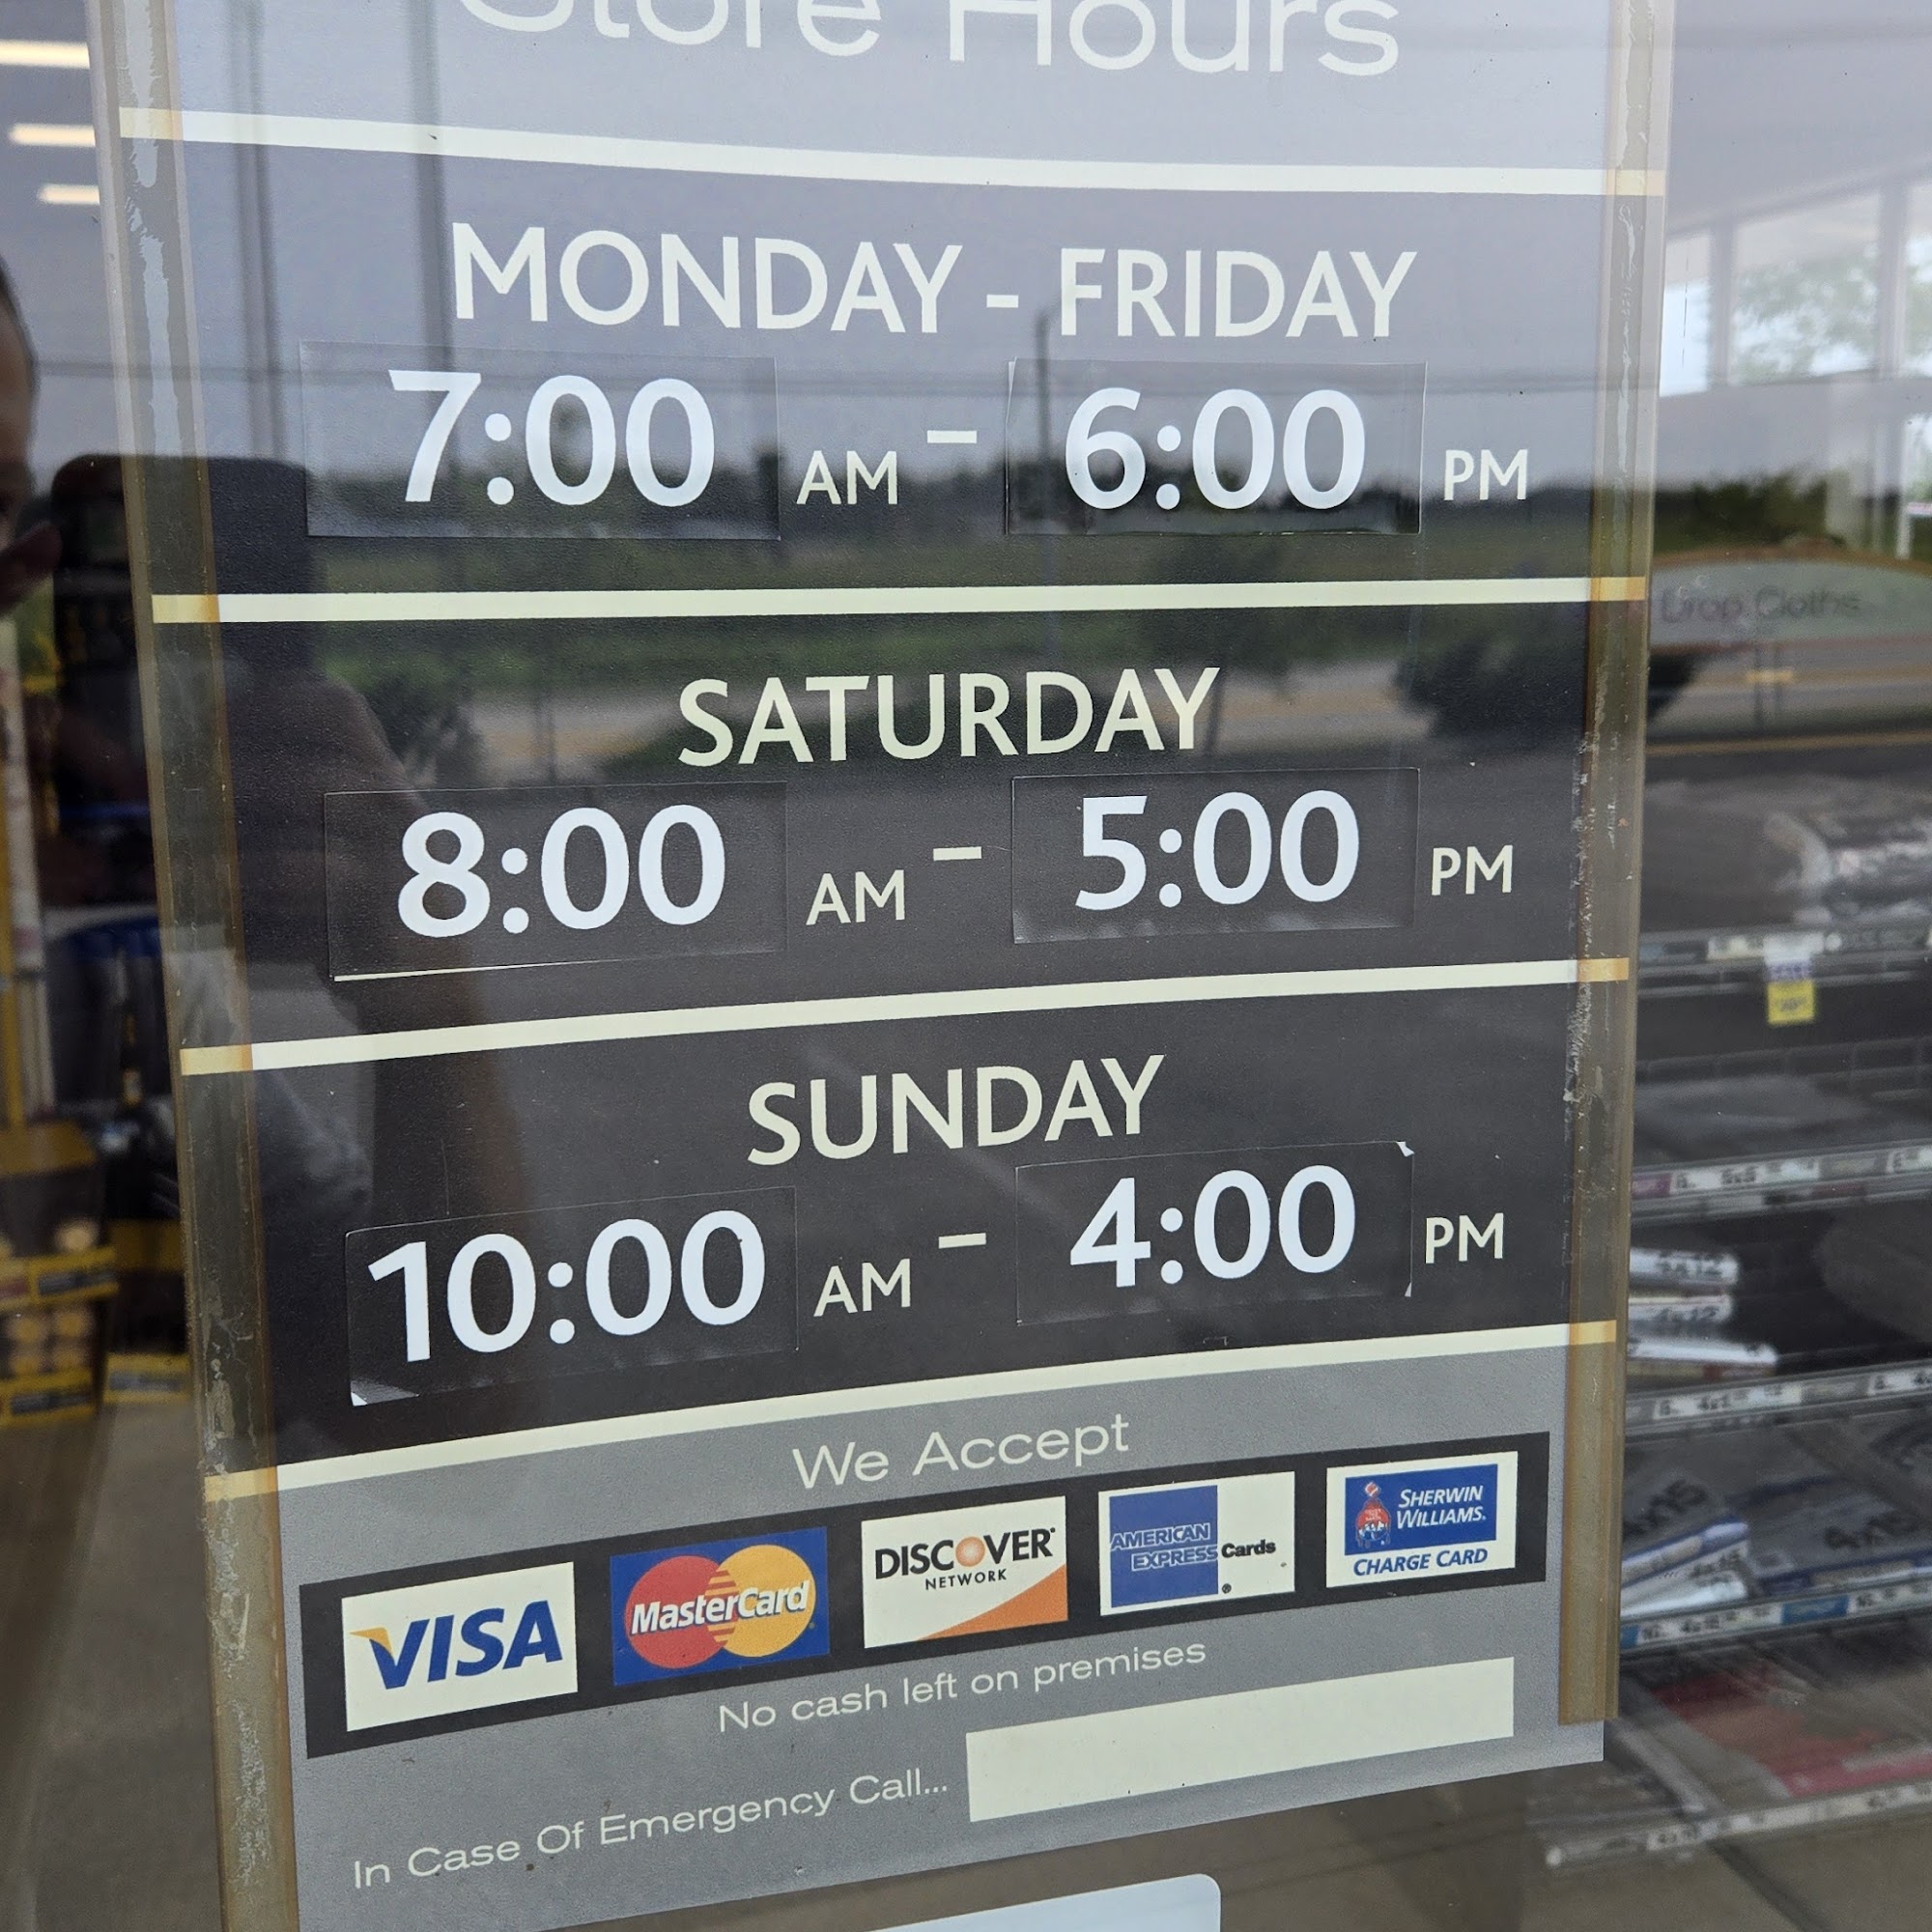 Store Hours
MONDAY - FRIDAY
7:00 AM - 6:00 PM
SATURDAY
8:00 AM - 5:00 PM
SUNDAY
10:00 AM - 4:00 PM
We Accept
VISA
MasterCard
DISCOVER
NETWORK
AMERICAN
EXPRESS Cards
SHERWIN
WILLIAMS.
CHARGE CARD
No cash left on premises
In Case Of Emergency Call...
Drop Cloths